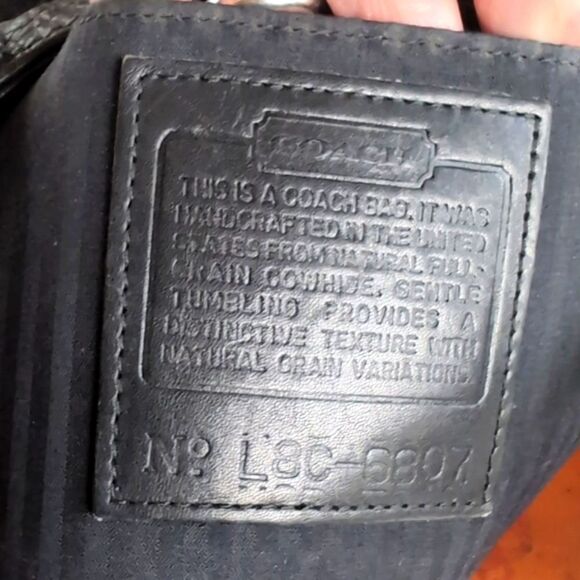 COACH
THIS IS A COACH BAG. IT WAS
HANDCRAFTED IN THE UNITED
STATES FROM NATURAL FULL-
GRAIN COWHIDE. GENTLE
TUMBLING PROVIDES A
DISTINCTIVE TEXTURE WITH
NATURAL GRAIN VARIATIONS.
Nº L8C-6807